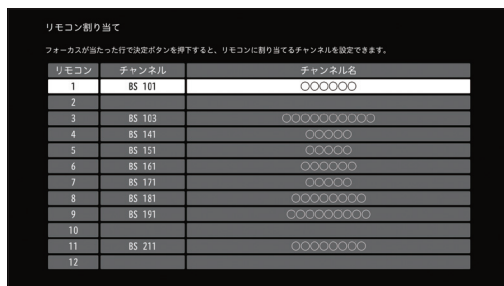 リモコン割り当て
フォーカスが当たった行で決定ボタンを押下すると、リモコンに割り当てるチャンネルを設定できます。
リモコン チャンネル チャンネル名
1 BS 101 ○○○○○○
2
3 BS 103 ○○○○○○○○○○
4 BS 141 ○○○○○
5 BS 151 ○○○○○
6 BS 161 ○○○○○○
7 BS 171 ○○○○○
8 BS 181 ○○○○○○○○
9 BS 191 ○○○○○○○○○
10
11 BS 211 ○○○○○○○○
12